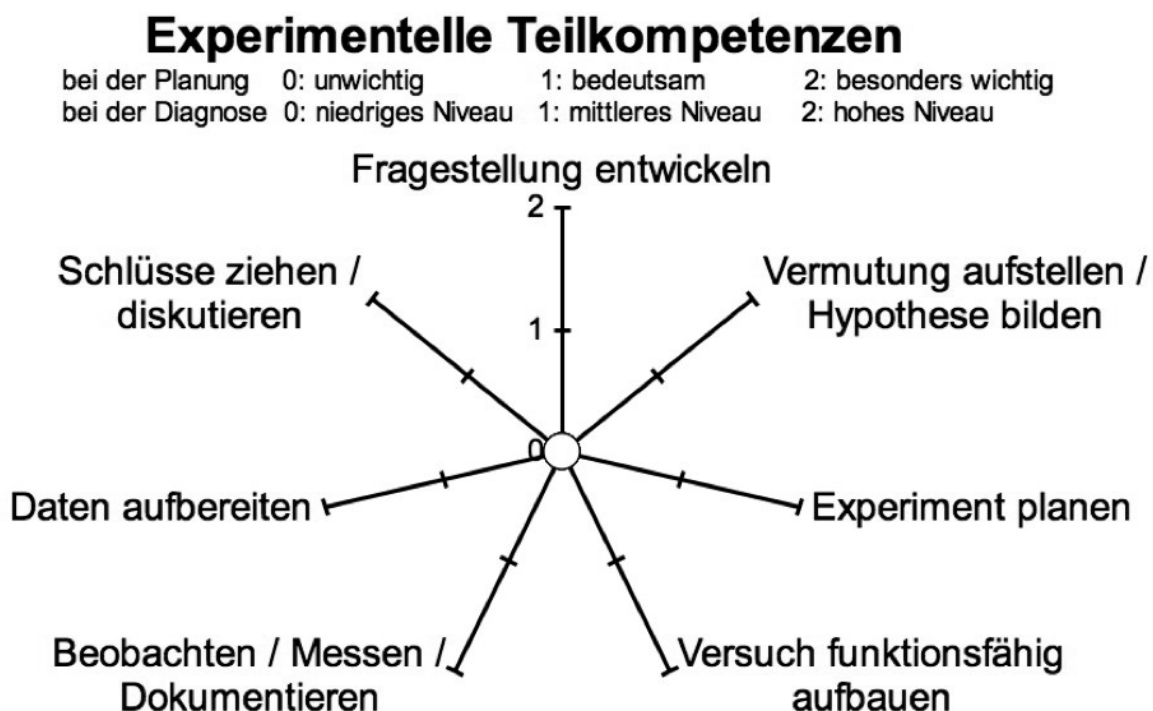 Experimentelle Teilkompetenzen
bei der Planung 0: unwichtig 1: bedeutsam 2: besonders wichtig
bei der Diagnose 0: niedriges Niveau 1: mittleres Niveau 2: hohes Niveau
Fragestellung entwickeln
2
Schlüsse ziehen /
diskutieren
Vermutung aufstellen /
Hypothese bilden
1
0
Daten aufbereiten
Experiment planen
Beobachten / Messen /
Dokumentieren
Versuch funktionsfähig
aufbauen